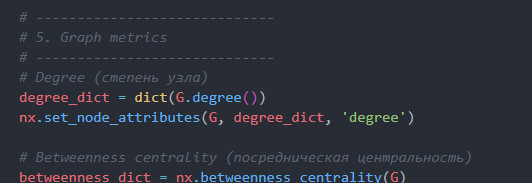 # -----------------------------
# 5. Graph metrics
# -----------------------------
# Degree (степень узла)
degree_dict = dict(G.degree())
nx.set_node_attributes(G, degree_dict, 'degree')
# Betweenness centrality (посредническая центральность)
betweenness_dict = nx.betweenness_centrality(G)